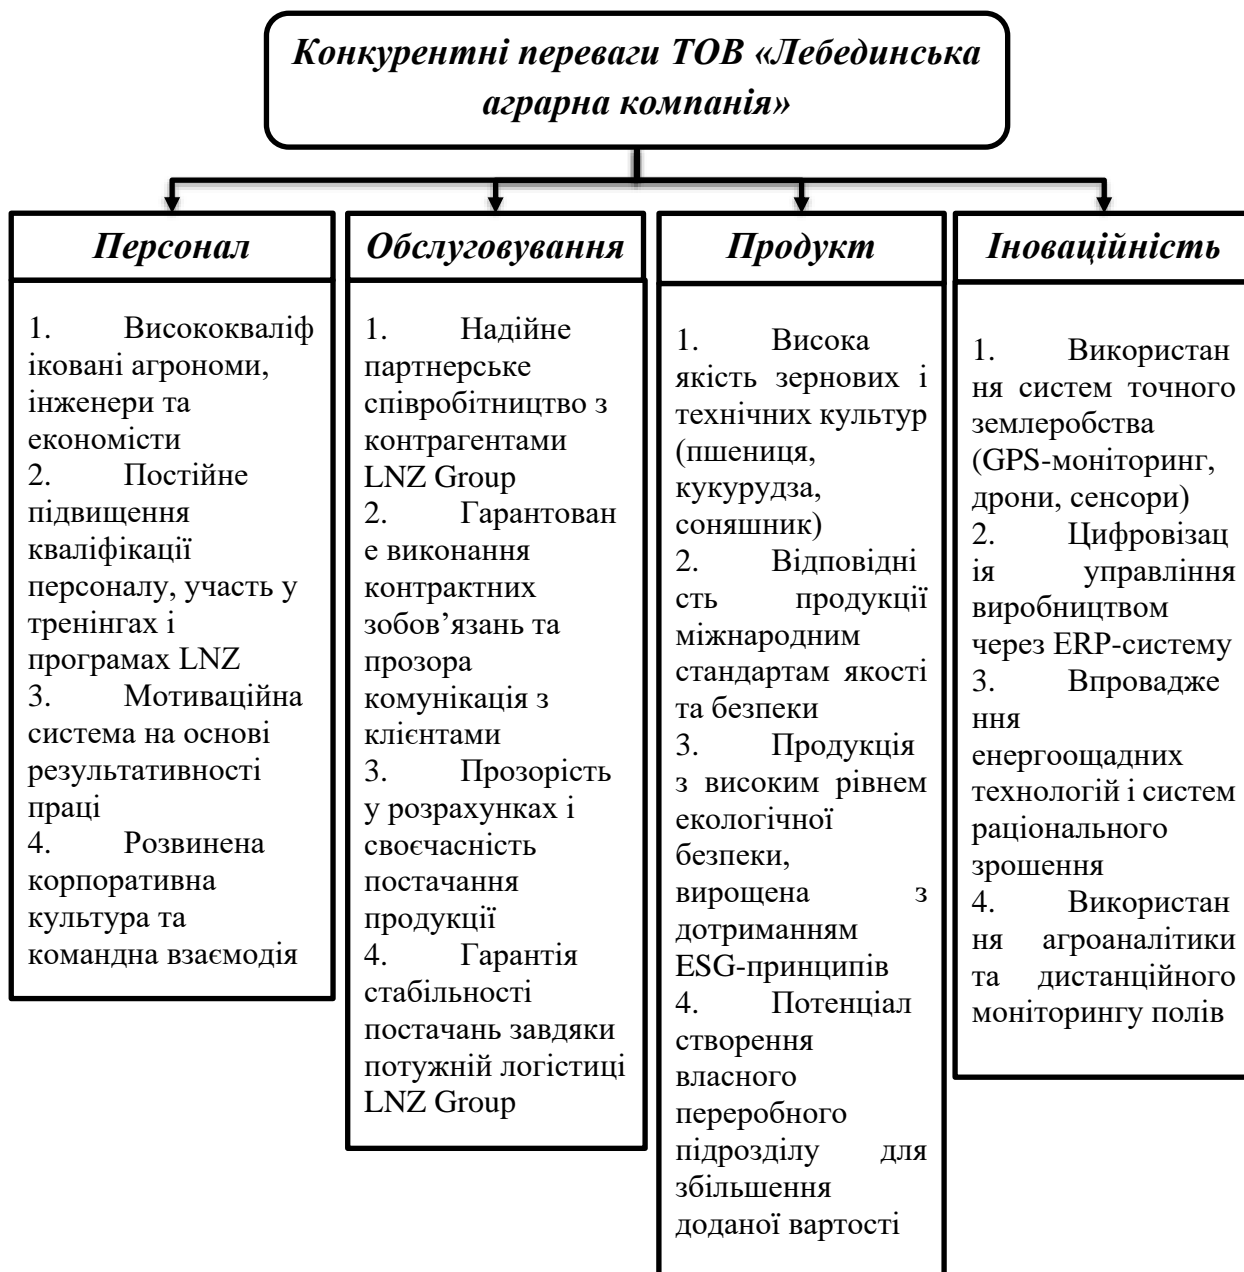 Конкурентні переваги ТОВ «Лебединська
аграрна компанія»
Персонал
1. Висококваліф
іковані агрономи,
інженери та
економісти
2. Постійне
підвищення
кваліфікації
персоналу, участь у
тренінгах і
програмах LNZ
3. Мотиваційна
система на основі
результативності
праці
4. Розвинена
корпоративна
культура та
командна взаємодія
Обслуговування
1. Надійне
партнерське
співробітництво з
контрагентами
LNZ Group
2. Гарантован
е виконання
контрактних
зобов’язань та
прозора
комунікація з
клієнтами
3. Прозорість
у розрахунках і
своєчасність
постачання
продукції
4. Гарантія
стабільності
постачань завдяки
потужній логістиці
LNZ Group
Продукт
1. Висока
якість зернових і
технічних культур
(пшениця,
кукурудза,
соняшник)
2. Відповідні
сть продукції
міжнародним
стандартам якості
та безпеки
3. Продукція
з високим рівнем
екологічної
безпеки,
вирощена з
дотриманням
ESG-принципів
4. Потенціал
створення
власного
переробного
підрозділу для
збільшення
доданої вартості
Іноваційність
1. Використан
ня систем точного
землеробства
(GPS-моніторинг,
дрони, сенсори)
2. Цифровізац
ія управління
виробництвом
через ERP-систему
3. Впровадже
ння
енергоощадних
технологій і систем
раціонального
зрошення
4. Використан
ня агроаналітики
та дистанційного
моніторингу полів